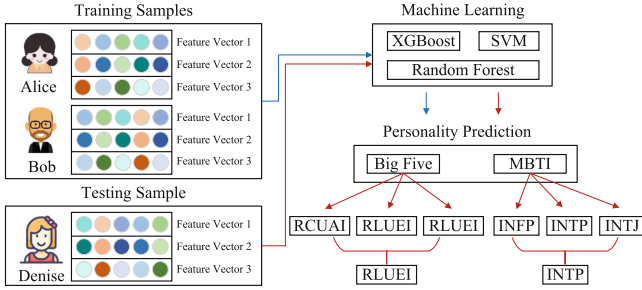 Training Samples
Alice
Feature Vector 1
Feature Vector 2
Feature Vector 3
Bob
Feature Vector 1
Feature Vector 2
Feature Vector 3
Testing Sample
Denise
Feature Vector 1
Feature Vector 2
Feature Vector 3
Machine Learning
XGBoost SVM
Random Forest
Personality Prediction
Big Five MBTI
RCUAI RLUEI RLUEI INFP INTP INTJ
RLUEI INTP